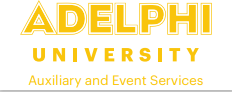 ADELPHI
UNIVERSITY
Auxiliary and Event Services